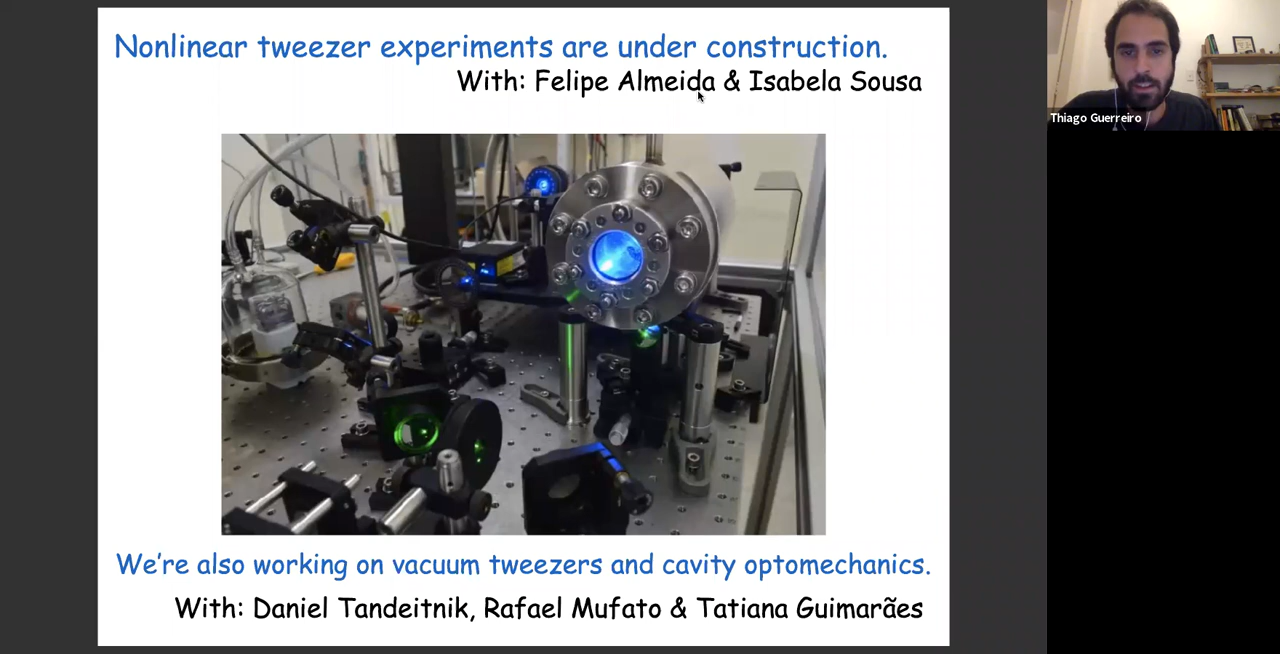 Nonlinear tweezer experiments are under construction.
With: Felipe Almeida & Isabela Sousa
Thiago Guerreiro
We're also working on vacuum tweezers and cavity optomechanics.
With: Daniel Tandeitnik, Rafael Mufato & Tatiana Guimarães